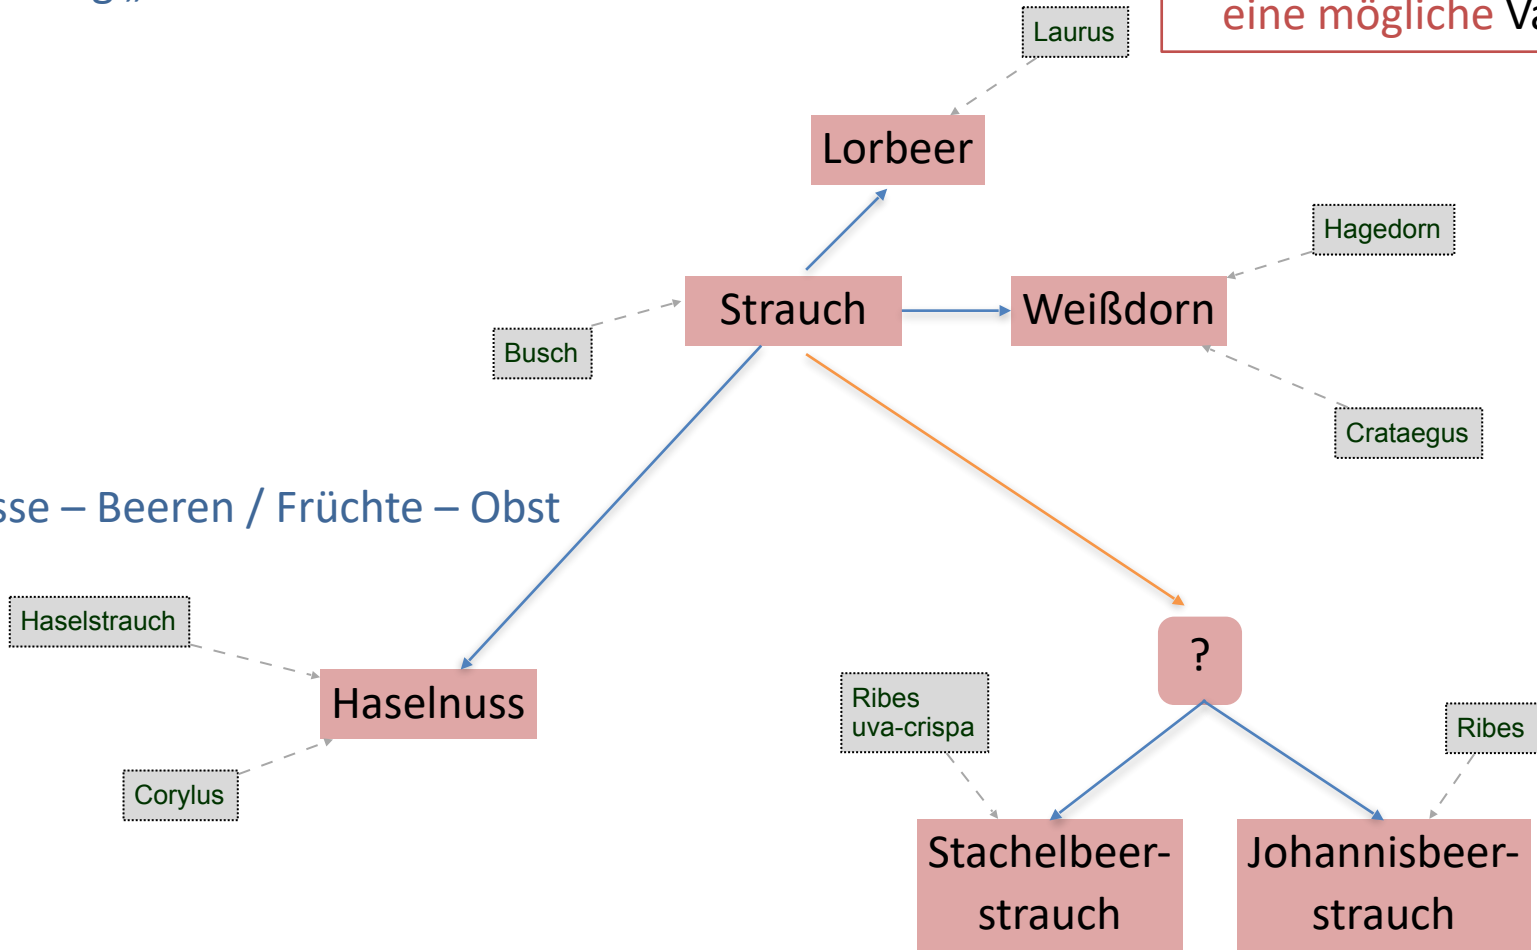 eine mögliche
Laurus
Lorbeer
Hagedorn
Strauch
Weißdorn
Busch
Crataegus
– Beeren / Früchte – Obst
Haselstrauch
?
Haselnuss
Ribes
uva-crispa
Ribes
Corylus
Stachelbeer-
strauch
Johannisbeer-
strauch